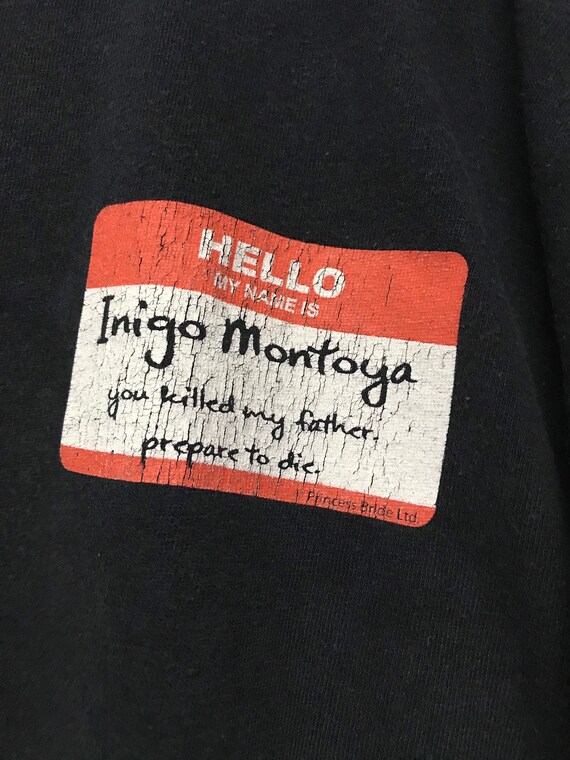 HELLO
MY NAME IS
Inigo Montoya
you killed my father.
prepare to die.
Princess Bride Ltd.